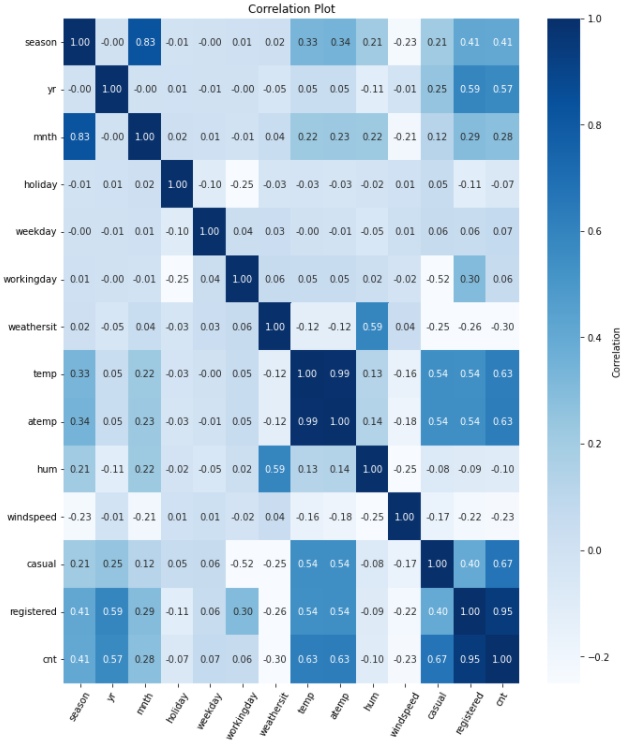 Correlation Plot
season 1.00 -0.00 0.83 -0.01 -0.00 0.01 0.02 0.33 0.34 0.21 -0.23 0.21 0.41 0.41
yr -0.00 1.00 -0.00 0.01 -0.01 -0.00 -0.05 0.05 0.05 -0.11 -0.01 0.25 0.59 0.57
mnth 0.83 -0.00 1.00 0.02 0.01 -0.01 0.04 0.22 0.23 0.22 -0.21 0.12 0.29 0.28
holiday -0.01 0.01 0.02 1.00 -0.10 -0.25 -0.03 -0.03 -0.03 -0.02 0.01 0.05 -0.11 -0.07
weekday -0.00 -0.01 0.01 -0.10 1.00 0.04 0.03 -0.00 -0.01 -0.05 0.01 0.06 0.06 0.07
workingday 0.01 -0.00 -0.01 -0.25 0.04 1.00 0.06 0.05 0.05 0.02 -0.02 -0.52 0.30 0.06
weathersit 0.02 -0.05 0.04 -0.03 0.03 0.06 1.00 -0.12 -0.12 0.59 0.04 -0.25 -0.26 -0.30
temp 0.33 0.05 0.22 -0.03 -0.00 0.05 -0.12 1.00 0.99 0.13 -0.16 0.54 0.54 0.63
atemp 0.34 0.05 0.23 -0.03 -0.01 0.05 -0.12 0.99 1.00 0.14 -0.18 0.54 0.54 0.63
hum 0.21 -0.11 0.22 -0.02 -0.05 0.02 0.59 0.13 0.14 1.00 -0.25 -0.08 -0.09 -0.10
windspeed -0.23 -0.01 -0.21 0.01 0.01 -0.02 0.04 -0.16 -0.18 -0.25 1.00 -0.17 -0.22 -0.23
casual 0.21 0.25 0.12 0.05 0.06 -0.52 -0.25 0.54 0.54 -0.08 -0.17 1.00 0.40 0.67
registered 0.41 0.59 0.29 -0.11 0.06 0.30 -0.26 0.54 0.54 -0.09 -0.22 0.40 1.00 0.95
cnt 0.41 0.57 0.28 -0.07 0.07 0.06 -0.30 0.63 0.63 -0.10 -0.23 0.67 0.95 1.00
season yr mnth holiday weekday workingday weathersit temp atemp hum windspeed casual registered cnt
1.0
0.8
0.6
0.4
0.2
0.0
−0.2
Correlation